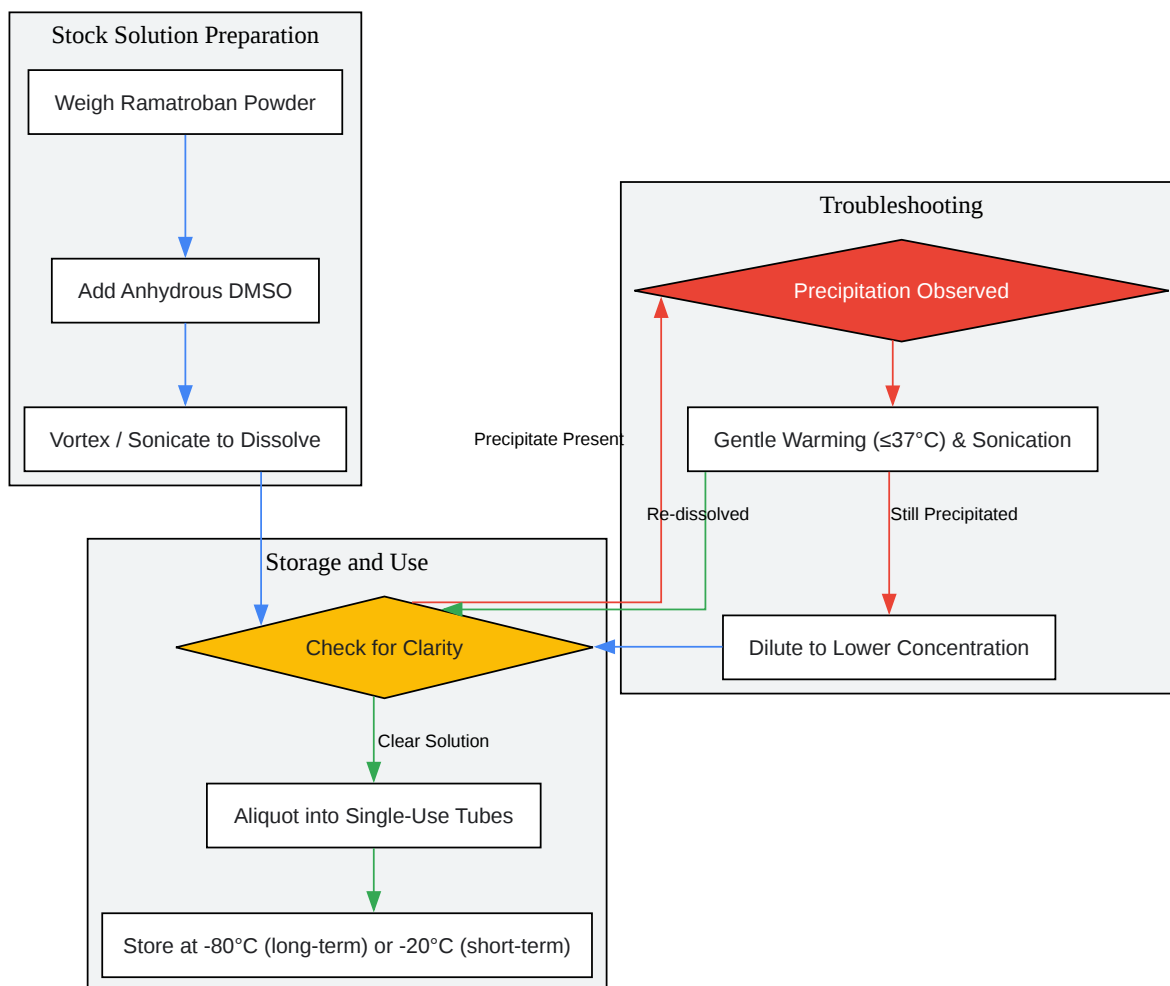 Stock Solution Preparation
Weigh Ramatroban Powder
Add Anhydrous DMSO
Vortex / Sonicate to Dissolve
Troubleshooting
Precipitation Observed
Precipitate Present
Gentle Warming (≤37°C) & Sonication
Re-dissolved
Still Precipitated
Dilute to Lower Concentration
Storage and Use
Check for Clarity
Clear Solution
Aliquot into Single-Use Tubes
Store at -80°C (long-term) or -20°C (short-term)